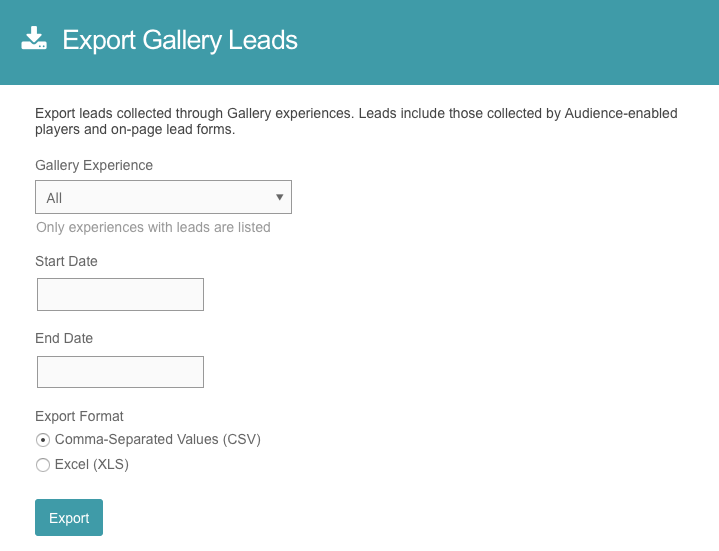 Export Gallery Leads
Export leads collected through Gallery experiences. Leads include those collected by Audience-enabled
players and on-page lead forms.
Gallery Experience
All
Only experiences with leads are listed
Start Date
End Date
Export Format
Comma-Separated Values (CSV)
Excel (XLS)
Export